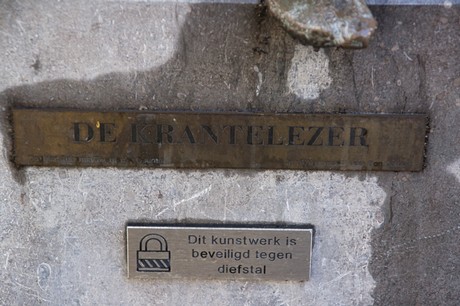 DE KRANTELEZER
Dit kunstwerk is
beveiligd tegen
diefstal